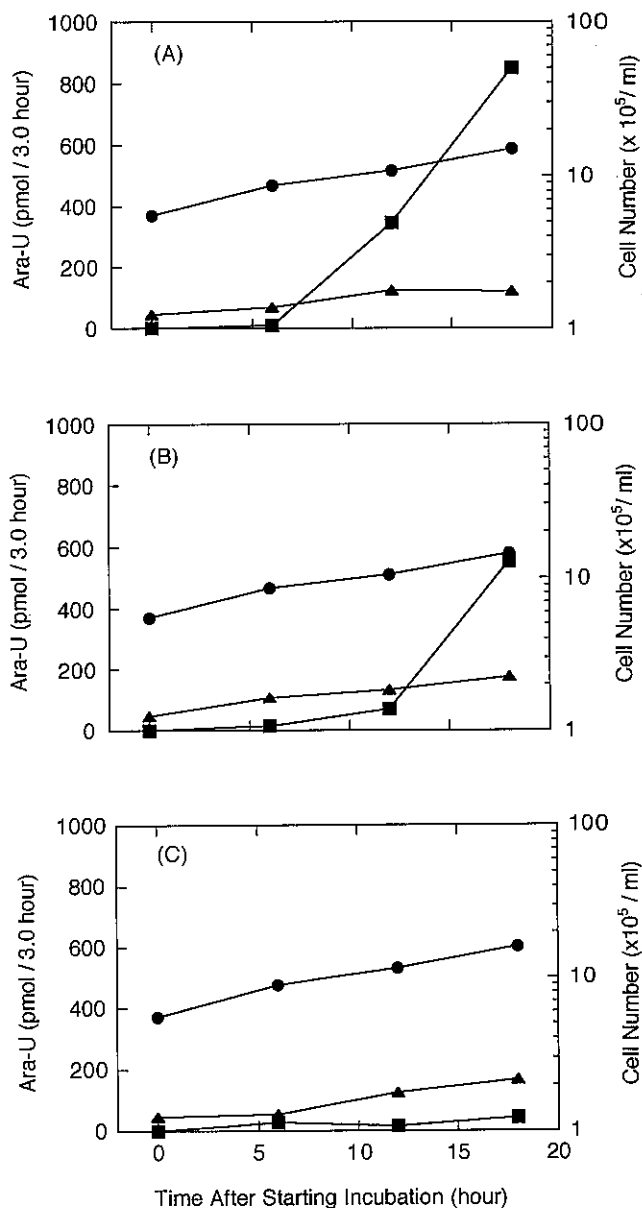 (A)
1000
800
600
400
200
0
Ara-U (pmol / 3.0 hour)
100
10
1
Cell Number (x 10⁵/ ml)
(B)
1000
800
600
400
200
0
Ara-U (pmol / 3.0 hour)
100
10
1
Cell Number (x10⁵/ ml)
(C)
1000
800
600
400
200
0
Ara-U (pmol / 3.0 hour)
100
10
1
Cell Number (x10⁵/ ml)
0 5 10 15 20
Time After Starting Incubation (hour)